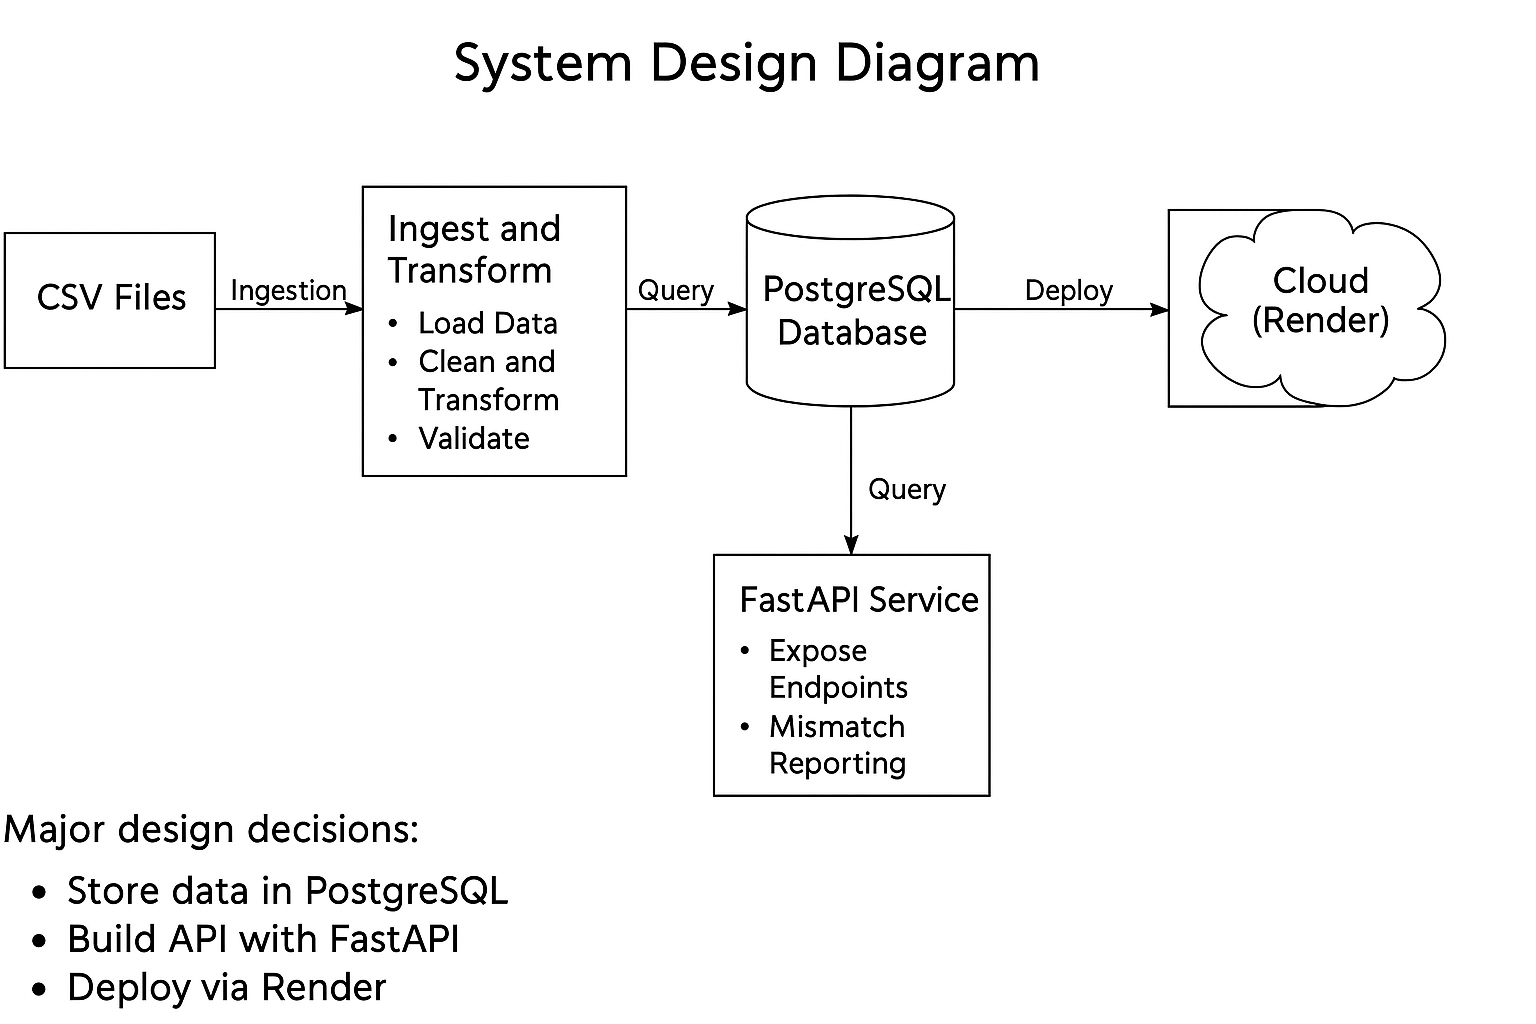 System Design Diagram
CSV Files
Ingestion
Ingest and
Transform
• Load Data
• Clean and
Transform
• Validate
Query
PostgreSQL
Database
Deploy
Cloud
(Render)
Query
FastAPI Service
• Expose
Endpoints
• Mismatch
Reporting
Major design decisions:
• Store data in PostgreSQL
• Build API with FastAPI
• Deploy via Render